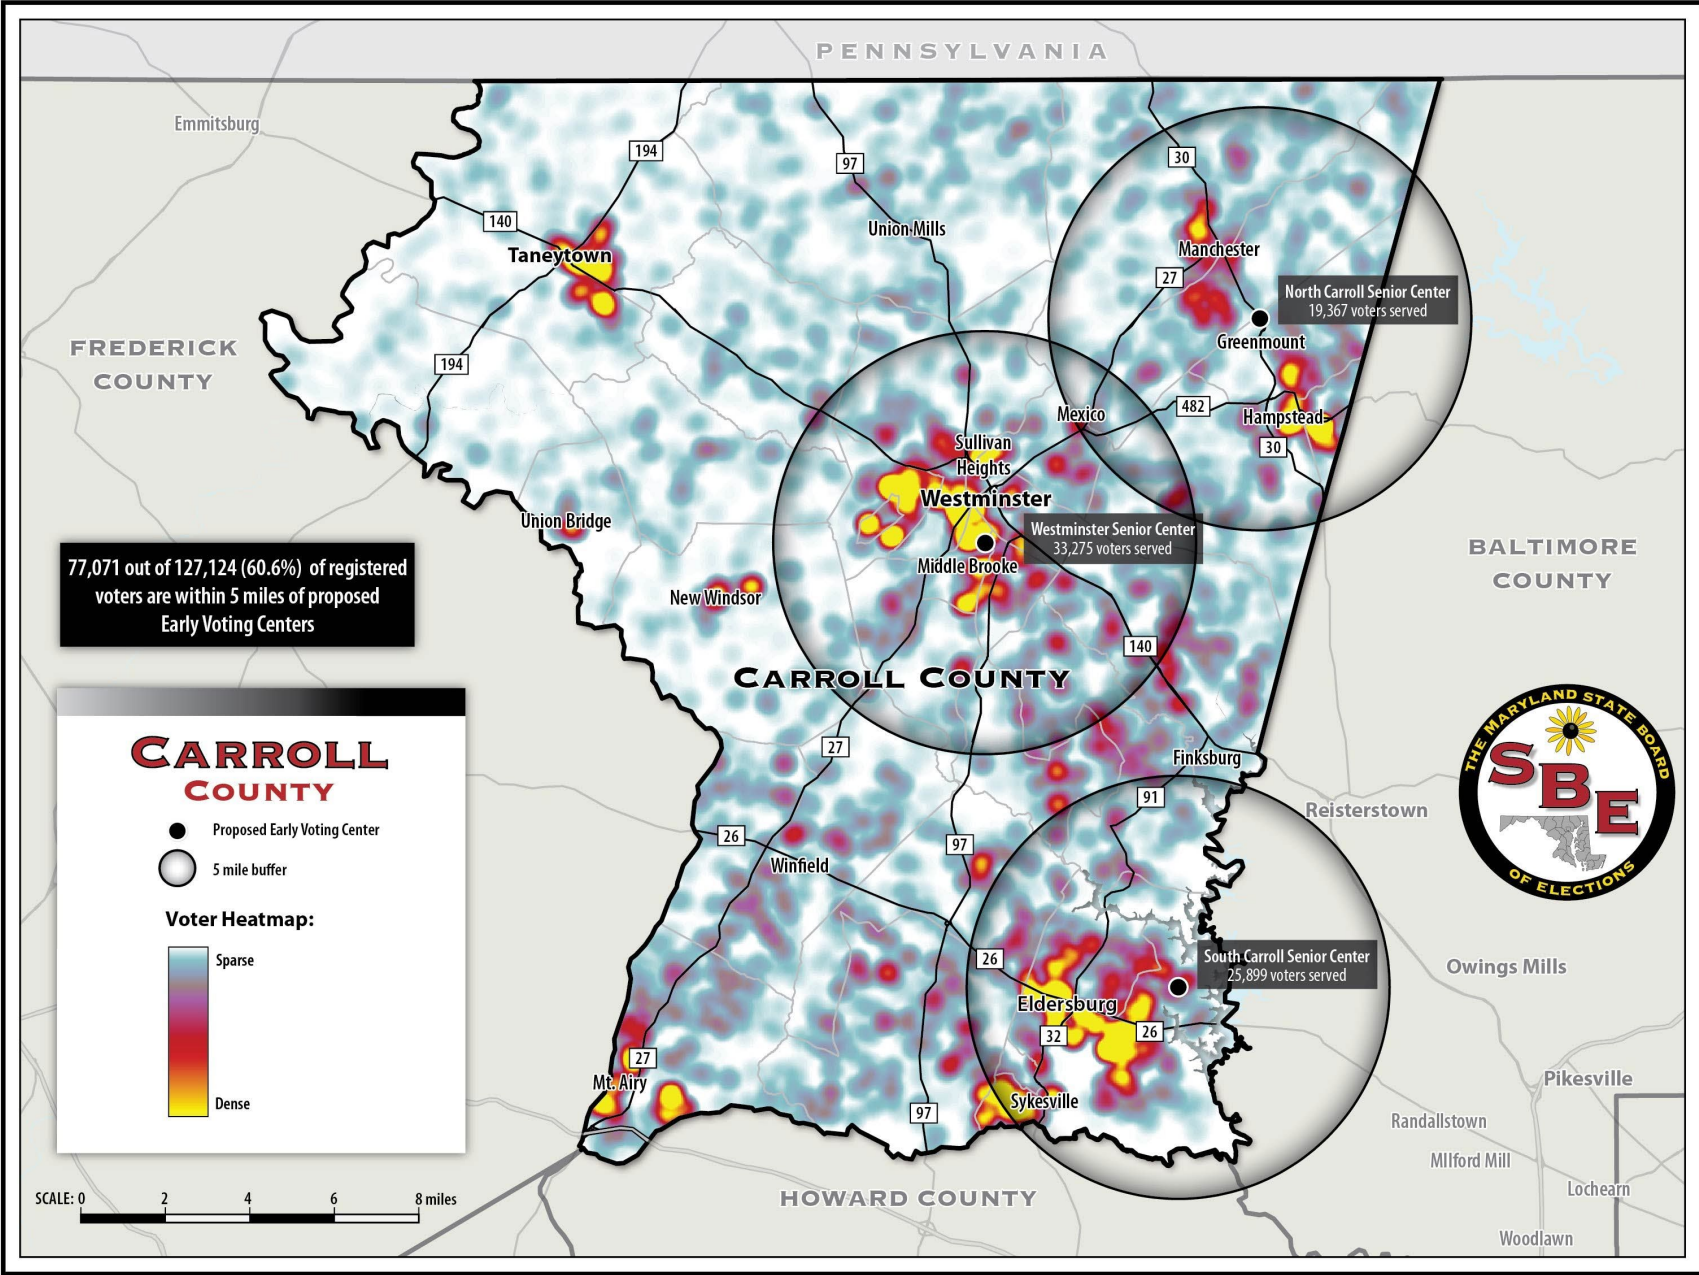 PENNSYLVANIA
Emmitsburg
194
97
30
140
Union Mills
Taneytown
Manchester
27
North Carroll Senior Center
19,367 voters served
Greenmount
FREDERICK
COUNTY
194
482
Mexico
Hampstead
30
Sullivan
Heights
Westminster
Union Bridge
Westminster Senior Center
33,275 voters served
Middle Brooke
BALTIMORE
COUNTY
77,071 out of 127,124 (60.6%) of registered
voters are within 5 miles of proposed
Early Voting Centers
New Windsor
140
CARROLL COUNTY
27
Finksburg
91
Reisterstown
26
97
Winfield
CARROLL
COUNTY
Proposed Early Voting Center
5 mile buffer
Voter Heatmap:
Sparse
Dense
THE MARYLAND STATE BOARD
SBE
OF ELECTIONS
26
South Carroll Senior Center
25,899 voters served
Owings Mills
Eldersburg
32
26
27
Mt. Airy
Sykesville
97
Pikesville
Randallstown
MIlford Mill
Lochearn
Woodlawn
HOWARD COUNTY
SCALE: 0 2 4 6 8 miles